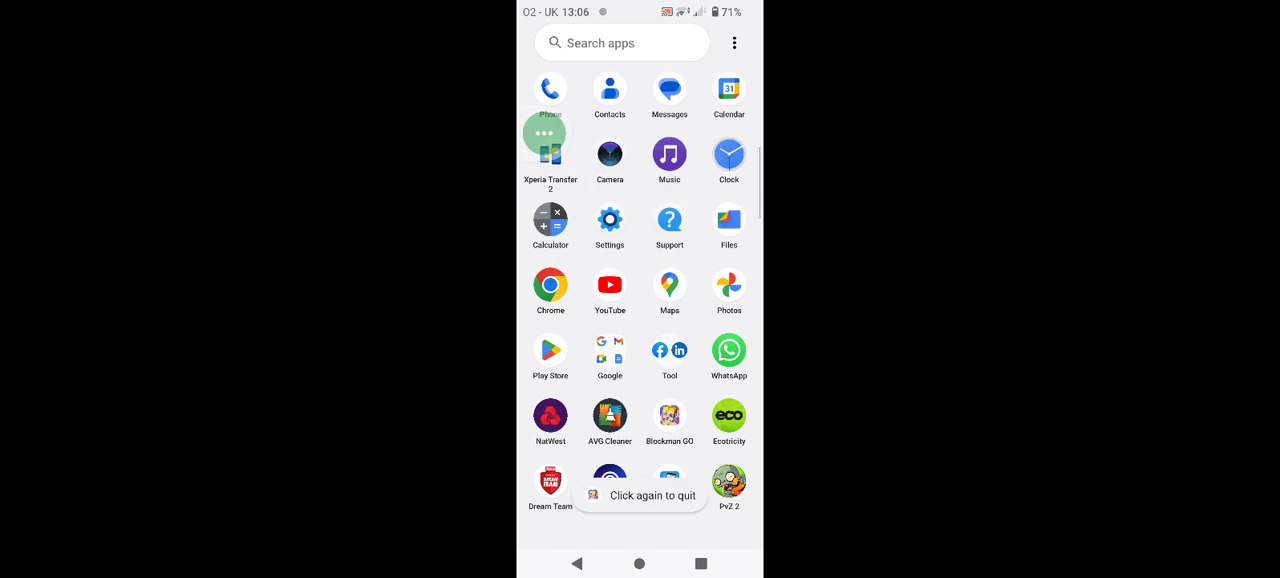 O2 - UK 13:06 71%
Search apps
Phone Contacts Messages Calendar
31
Xperia Transfer 2 Camera Music Clock
Calculator Settings Support Files
Chrome YouTube Maps Photos
Play Store Google Tool WhatsApp
eco
NatWest AVG Cleaner Blockman GO Ecotricity
DREAM TEAM
Click again to quit
Dream Team PvZ 2